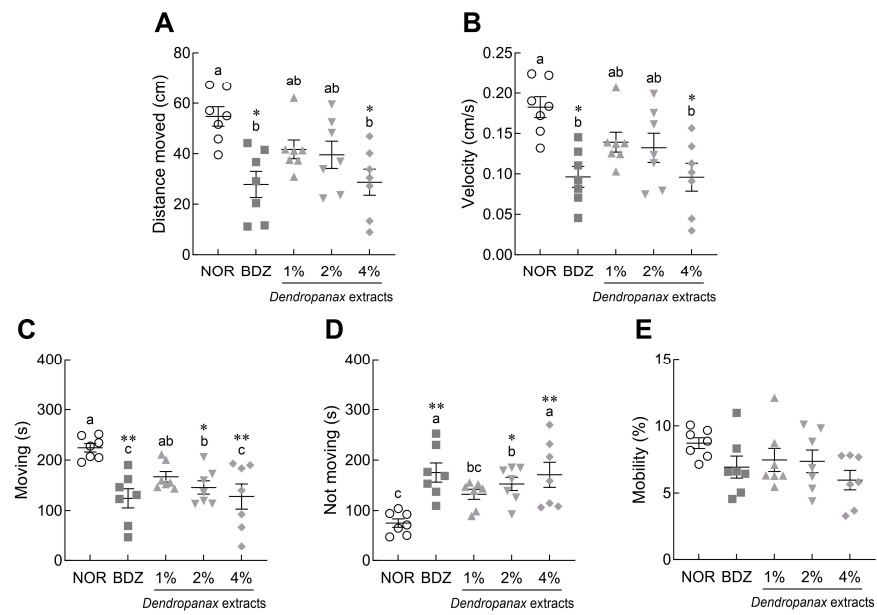 A
Distance moved (cm)
80
60
40
20
0
a
*
b
ab
ab
*
b
NOR BDZ 1% 2% 4%
Dendropanax extracts
B
Velocity (cm/s)
0.25
0.20
0.15
0.10
0.05
0.00
a
*
b
ab
ab
*
b
NOR BDZ 1% 2% 4%
Dendropanax extracts
C
Moving (s)
400
300
200
100
0
a
**
c
ab
*
b
**
c
NOR BDZ 1% 2% 4%
Dendropanax extracts
D
Not moving (s)
400
300
200
100
0
c
**
a
bc
*
b
**
a
NOR BDZ 1% 2% 4%
Dendropanax extracts
E
Mobility (%)
15
10
5
0
NOR BDZ 1% 2% 4%
Dendropanax extracts